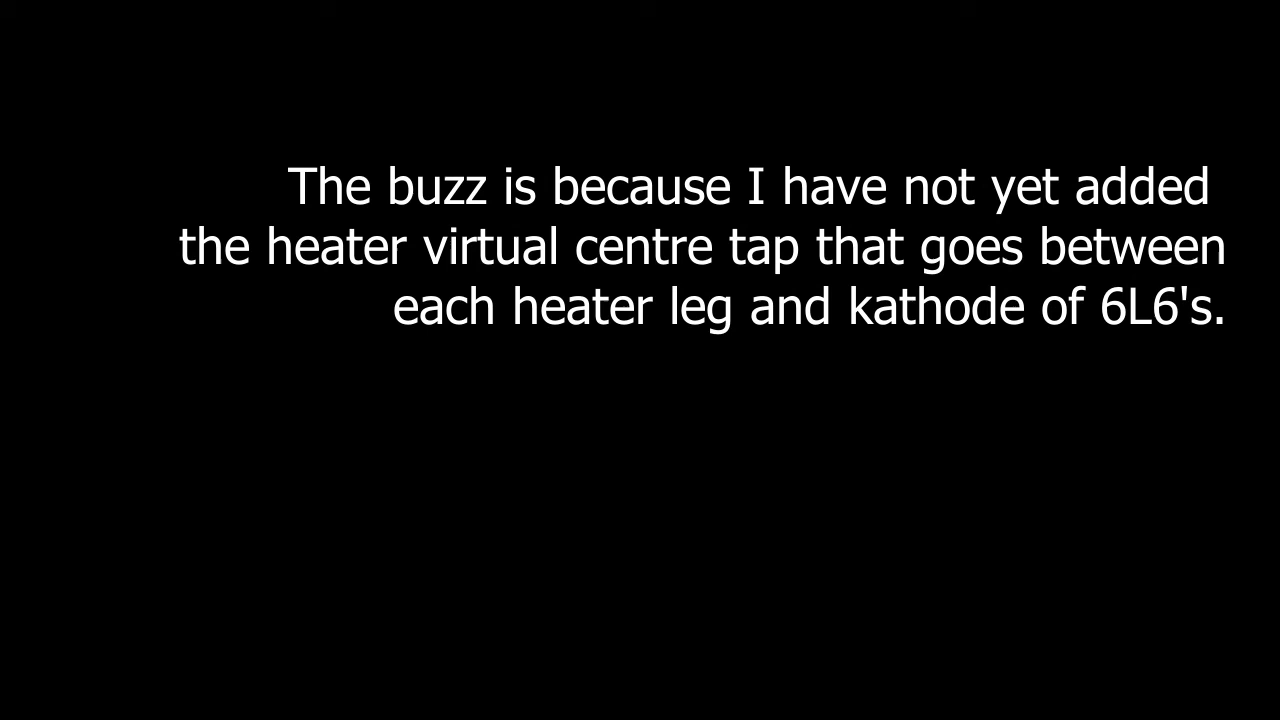 The buzz is because I have not yet added
the heater virtual centre tap that goes between
each heater leg and kathode of 6L6's.